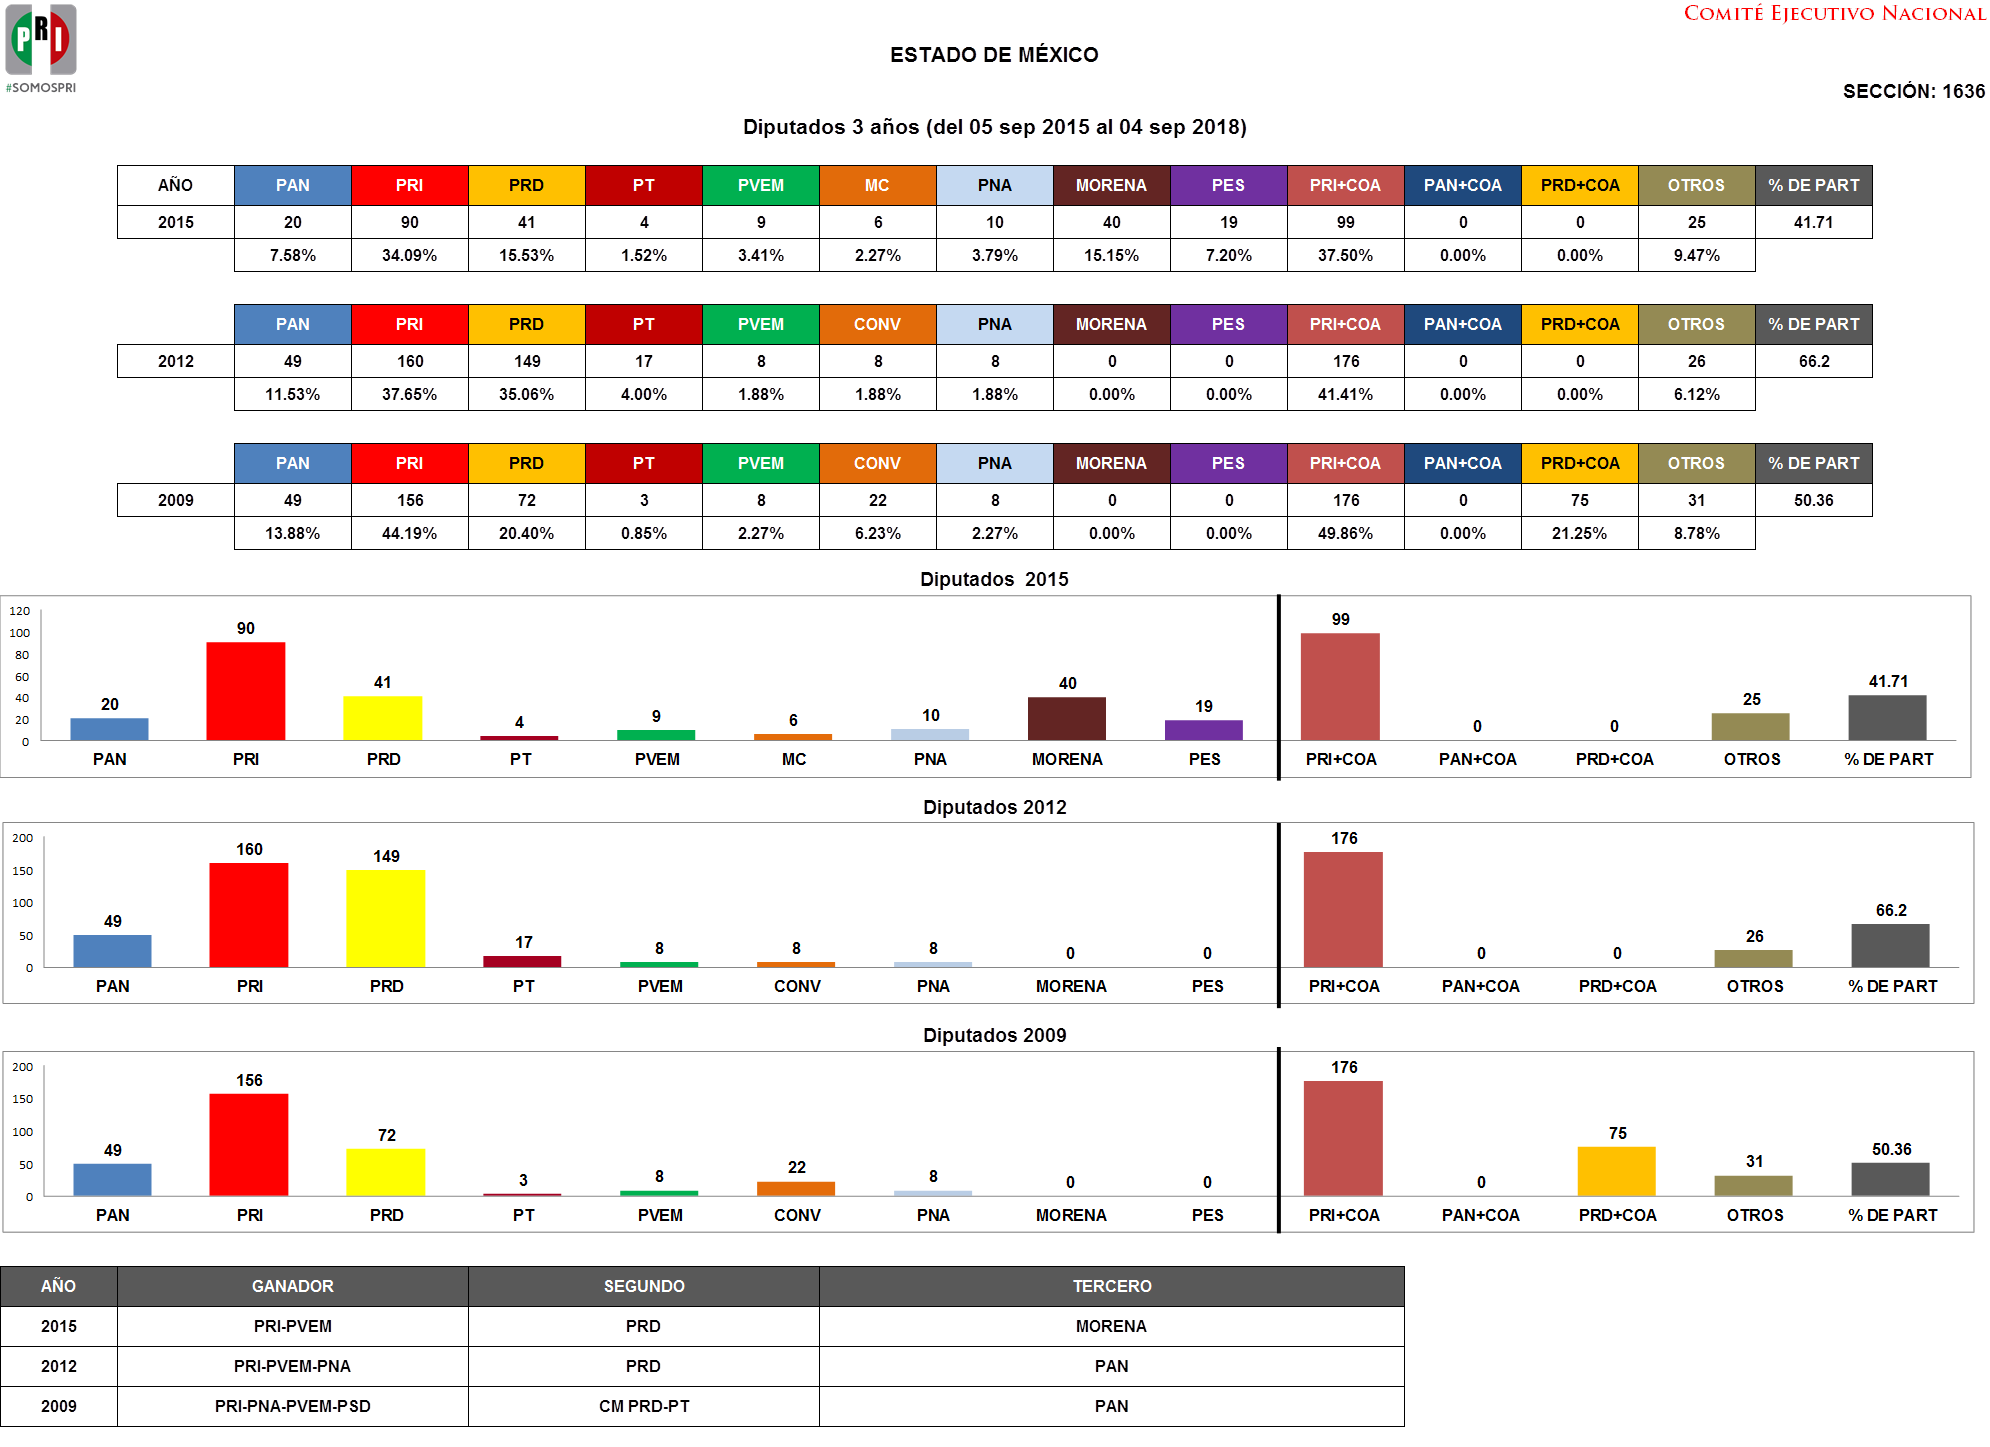 PRI
#SOMOSPRI
COMITÉ EJECUTIVO NACIONAL
ESTADO DE MÉXICO
SECCIÓN: 1636
Diputados 3 años (del 05 sep 2015 al 04 sep 2018)
AÑO PAN PRI PRD PT PVEM MC PNA MORENA PES PRI+COA PAN+COA PRD+COA OTROS % DE PART
2015 20 90 41 4 9 6 10 40 19 99 0 0 25 41.71
7.58% 34.09% 15.53% 1.52% 3.41% 2.27% 3.79% 15.15% 7.20% 37.50% 0.00% 0.00% 9.47%
PAN PRI PRD PT PVEM CONV PNA MORENA PES PRI+COA PAN+COA PRD+COA OTROS % DE PART
2012 49 160 149 17 8 8 8 0 0 176 0 0 26 66.2
11.53% 37.65% 35.06% 4.00% 1.88% 1.88% 1.88% 0.00% 0.00% 41.41% 0.00% 0.00% 6.12%
PAN PRI PRD PT PVEM CONV PNA MORENA PES PRI+COA PAN+COA PRD+COA OTROS % DE PART
2009 49 156 72 3 8 22 8 0 0 176 0 75 31 50.36
13.88% 44.19% 20.40% 0.85% 2.27% 6.23% 2.27% 0.00% 0.00% 49.86% 0.00% 21.25% 8.78%
Diputados 2015
120
100
80
60
40
20
0
20 90 41 4 9 6 10 40 19 99 0 0 25 41.71
PAN PRI PRD PT PVEM MC PNA MORENA PES PRI+COA PAN+COA PRD+COA OTROS % DE PART
Diputados 2012
200
150
100
50
0
49 160 149 17 8 8 8 0 0 176 0 0 26 66.2
PAN PRI PRD PT PVEM CONV PNA MORENA PES PRI+COA PAN+COA PRD+COA OTROS % DE PART
Diputados 2009
200
150
100
50
0
49 156 72 3 8 22 8 0 0 176 0 75 31 50.36
PAN PRI PRD PT PVEM CONV PNA MORENA PES PRI+COA PAN+COA PRD+COA OTROS % DE PART
AÑO GANADOR SEGUNDO TERCERO
2015 PRI-PVEM PRD MORENA
2012 PRI-PVEM-PNA PRD PAN
2009 PRI-PNA-PVEM-PSD CM PRD-PT PAN